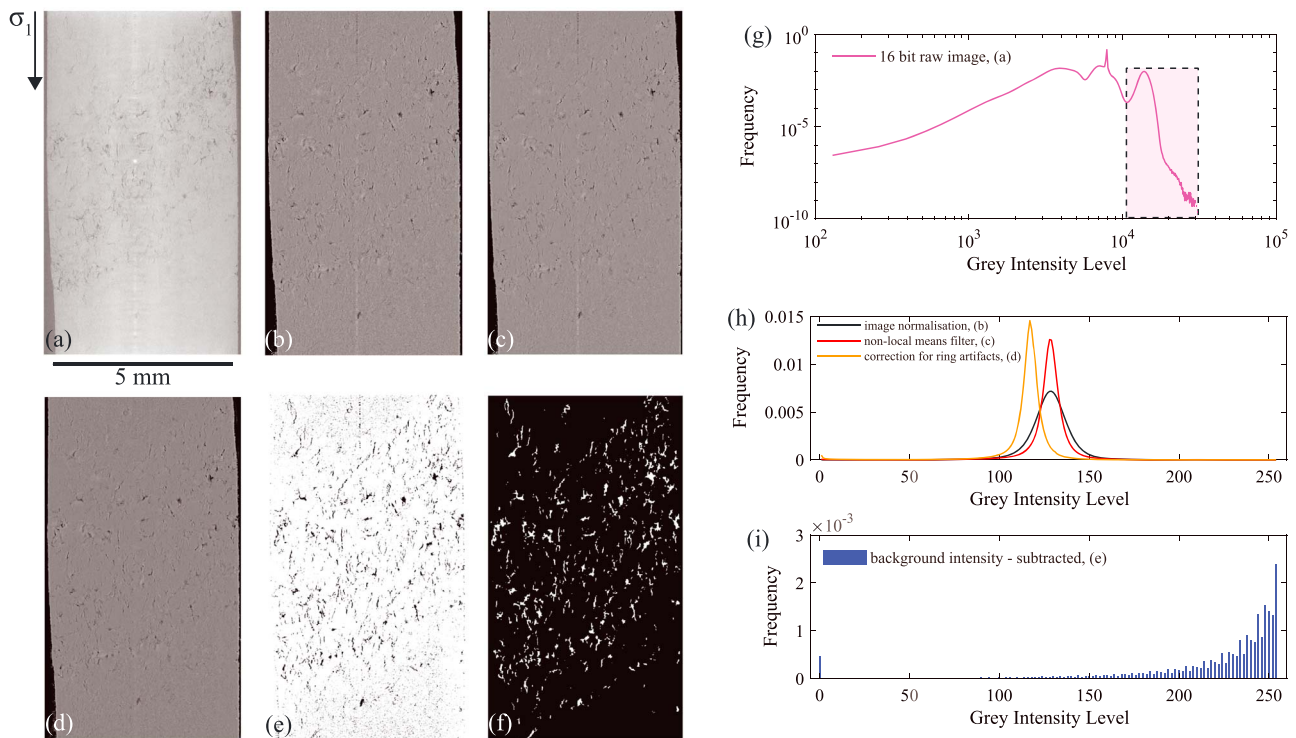 σ1
(a)
(b)
(c)
5 mm
(d)
(e)
(f)
(g)
16 bit raw image, (a)
Frequency
10^0
10^-5
10^-10
10^2
10^3
10^4
10^5
Grey Intensity Level
(h)
image normalisation, (b)
non-local means filter, (c)
correction for ring artifacts, (d)
Frequency
0.015
0.01
0.005
0
0
50
100
150
200
250
Grey Intensity Level
(i)
×10^-3
background intensity - subtracted, (e)
Frequency
3
2
1
0
0
50
100
150
200
250
Grey Intensity Level